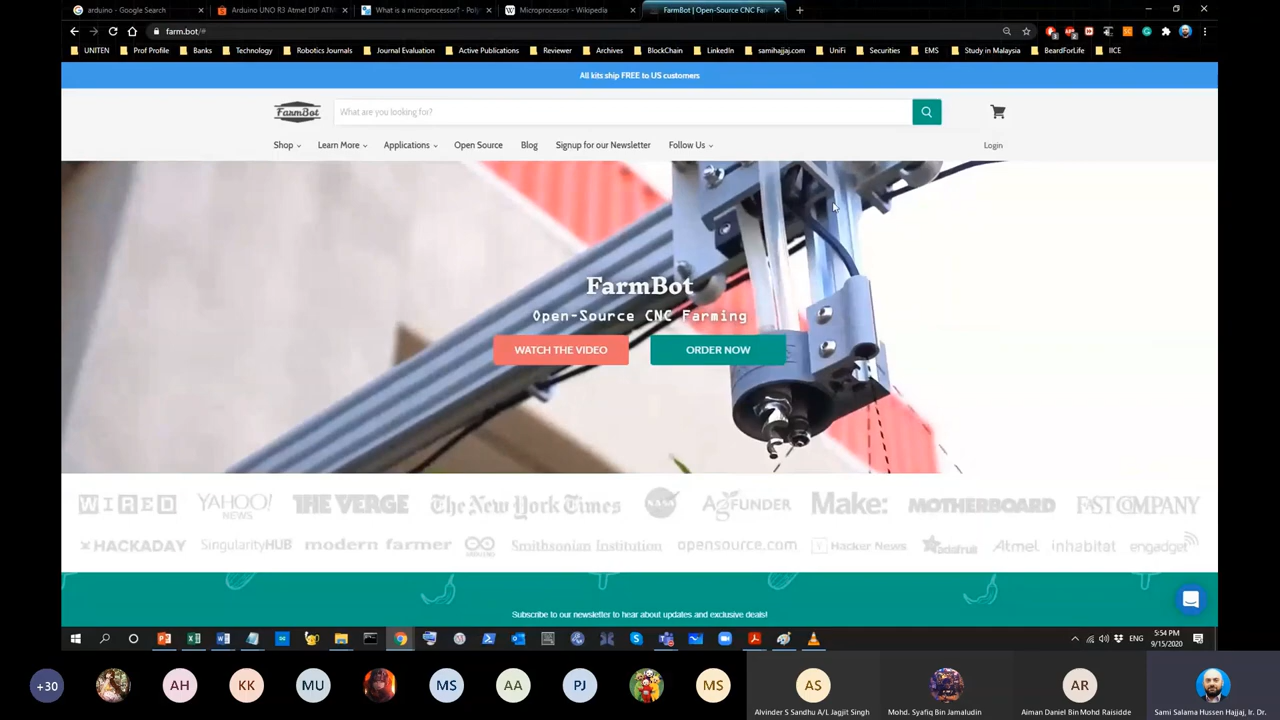 arduino - Google Search
Arduino UNO R3 Atmel DIP ATM
What is a microprocessor? - Poly
Microprocessor - Wikipedia
FarmBot | Open-Source CNC Far
farm.bot/#
UNITEN
Prof Profile
Banks
Technology
Robotics Journals
Journal Evaluation
Active Publications
Reviewer
Archives
BlockChain
LinkedIn
samihajjaj.com
UniFi
Securities
EMS
Study in Malaysia
BeardForLife
IICE
All kits ship FREE to US customers
FarmBot
What are you looking for?
Shop
Learn More
Applications
Open Source
Blog
Signup for our Newsletter
Follow Us
Login
FarmBot
Open-Source CNC Farming
WATCH THE VIDEO
ORDER NOW
WIRED
YAHOO!
NEWS
THE VERGE
The New York Times
NASA
AgFUNDER
Make:
MOTHERBOARD
FAST COMPANY
HACKADAY
SingularityHUB
modern farmer
Smithsonian Institution
opensource.com
Y Hacker News
adafruit
Atmel
inhabitat
engadget
Subscribe to our newsletter to hear about updates and exclusive deals!
ENG
5:54 PM
9/15/2020
+30
AH
KK
MU
MS
AA
PJ
MS
AS
AR
Alvinder S Sandhu A/L Jagjit Singh
Mohd. Syafiq Bin Jamaludin
Aiman Daniel Bin Mohd Raisidde
Sami Salama Hussen Hajjaj, Ir. Dr.